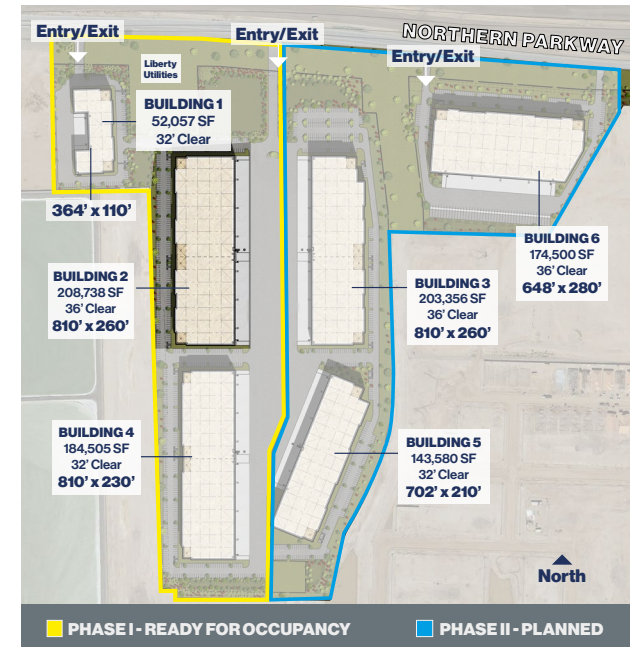 NORTHERN PARKWAY
Entry/Exit
Entry/Exit
Entry/Exit
Liberty
Utilities
BUILDING 1
52,057 SF
32’ Clear
364’ x 110’
BUILDING 2
208,738 SF
36’ Clear
810’ x 260’
BUILDING 3
203,356 SF
36’ Clear
810’ x 260’
BUILDING 6
174,500 SF
36’ Clear
648’ x 280’
BUILDING 4
184,505 SF
32’ Clear
810’ x 230’
BUILDING 5
143,580 SF
32’ Clear
702’ x 210’
North
PHASE I - READY FOR OCCUPANCY
PHASE II - PLANNED